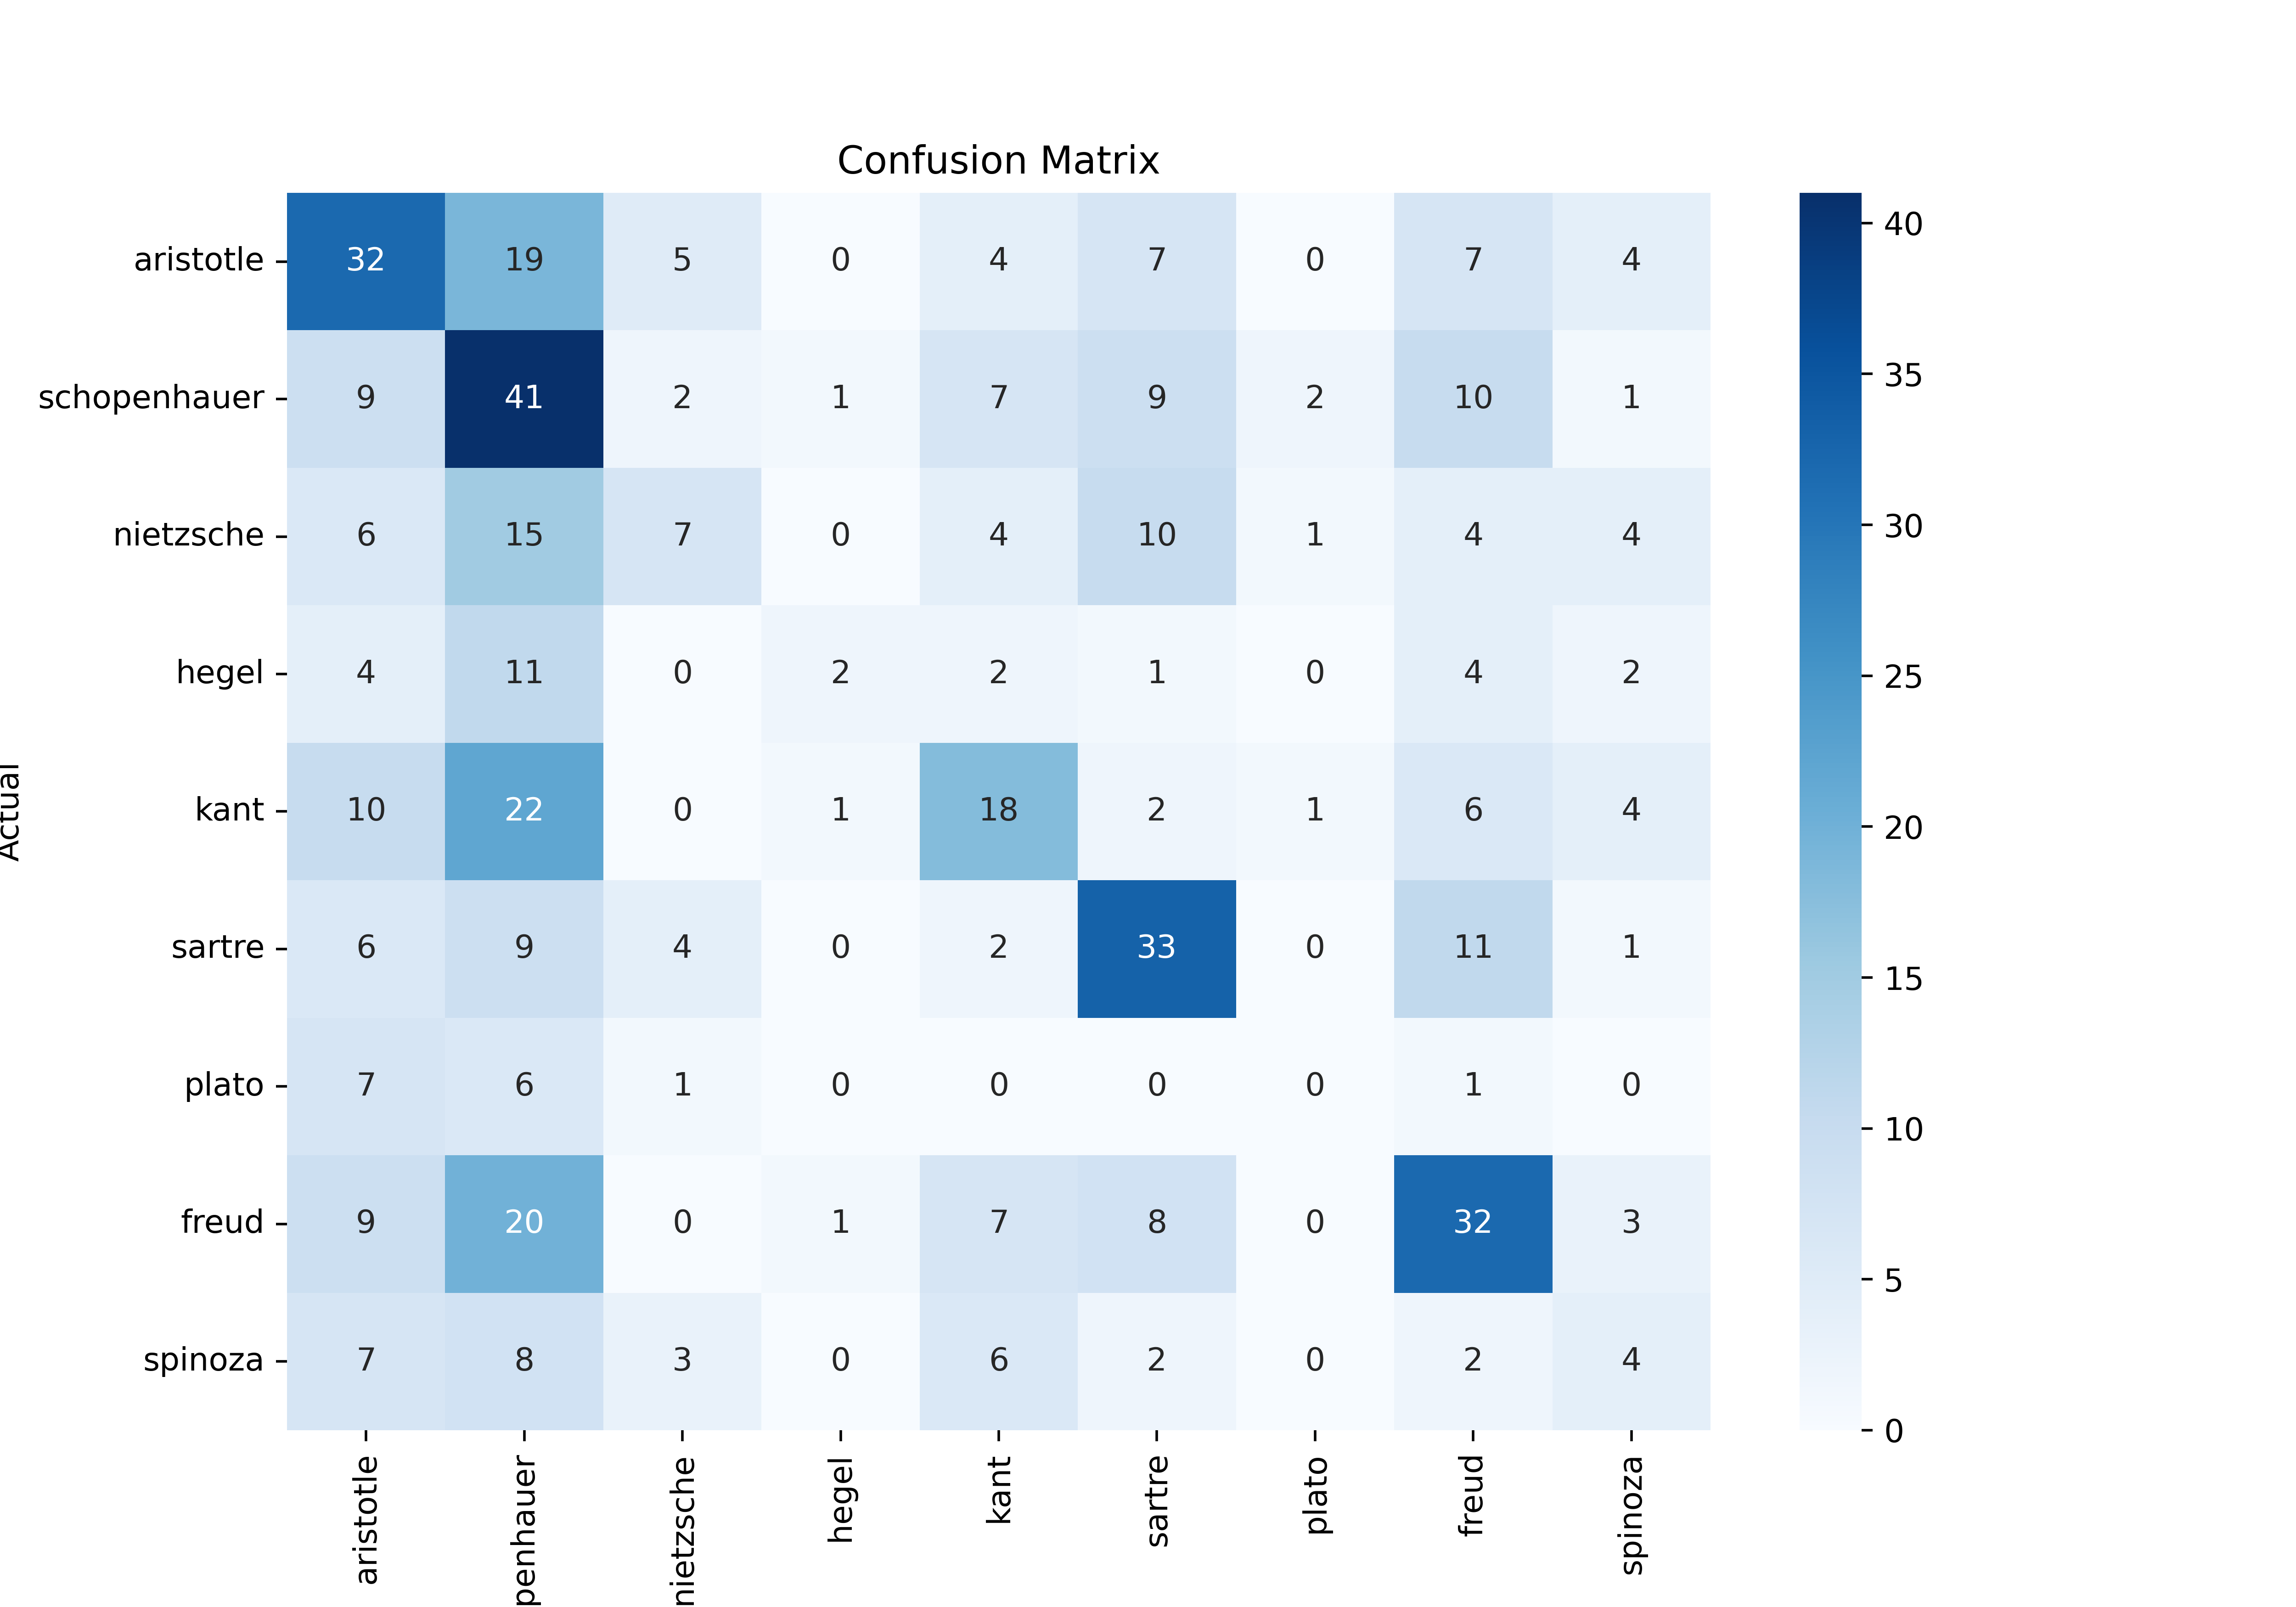 Confusion Matrix
aristotle 32 19 5 0 4 7 0 7 4
schopenhauer 9 41 2 1 7 9 2 10 1
nietzsche 6 15 7 0 4 10 1 4 4
hegel 4 11 0 2 2 1 0 4 2
kant 10 22 0 1 18 2 1 6 4
sartre 6 9 4 0 2 33 0 11 1
plato 7 6 1 0 0 0 0 1 0
freud 9 20 0 1 7 8 0 32 3
spinoza 7 8 3 0 6 2 0 2 4
Actual
aristotle
penhauer
nietzsche
hegel
kant
sartre
plato
freud
spinoza
40
35
30
25
20
15
10
5
0